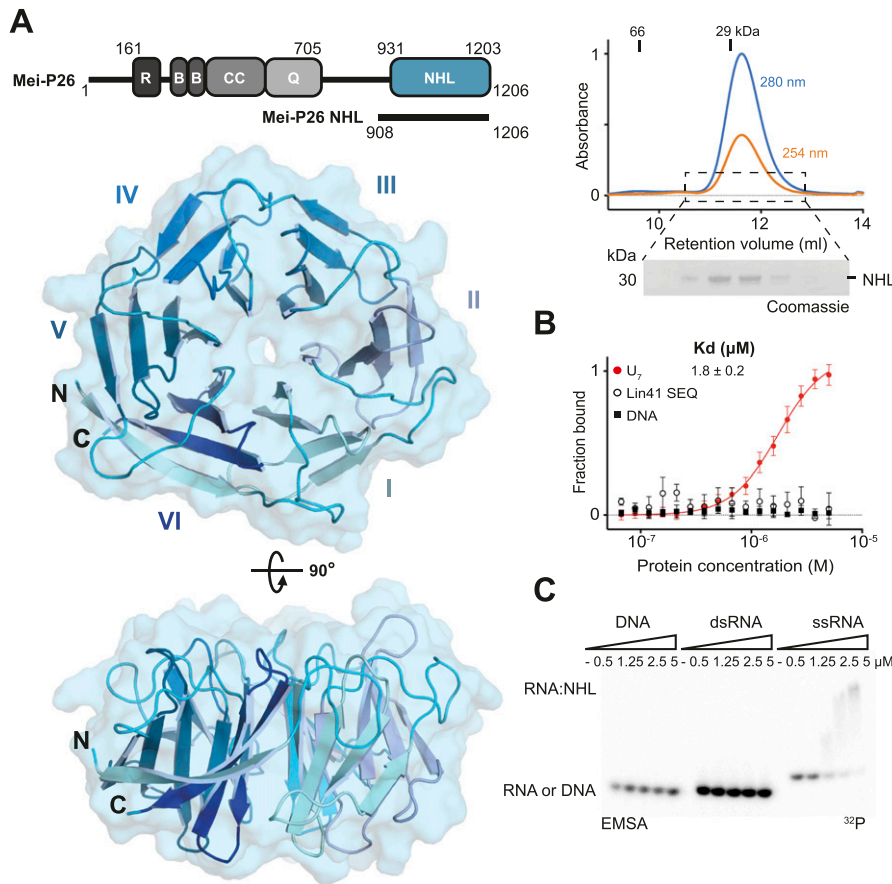 A
161
705
931
1203
Mei-P26
R
B
B
CC
Q
NHL
1
1206
Mei-P26 NHL
908
1206
IV
III
II
V
N
C
I
VI
90°
N
C
66
29 kDa
1
280 nm
254 nm
Absorbance
0
10
12
14
Retention volume (ml)
kDa
30
NHL
Coomassie
B
Kd (µM)
1
U₇
1.8 ± 0.2
Lin41 SEQ
DNA
Fraction bound
0
10⁻⁷
10⁻⁶
10⁻⁵
Protein concentration (M)
C
DNA dsRNA ssRNA
- 0.5 1.25 2.5 5 - 0.5 1.25 2.5 5 - 0.5 1.25 2.5 5 µM
RNA:NHL
RNA or DNA
EMSA
³²P